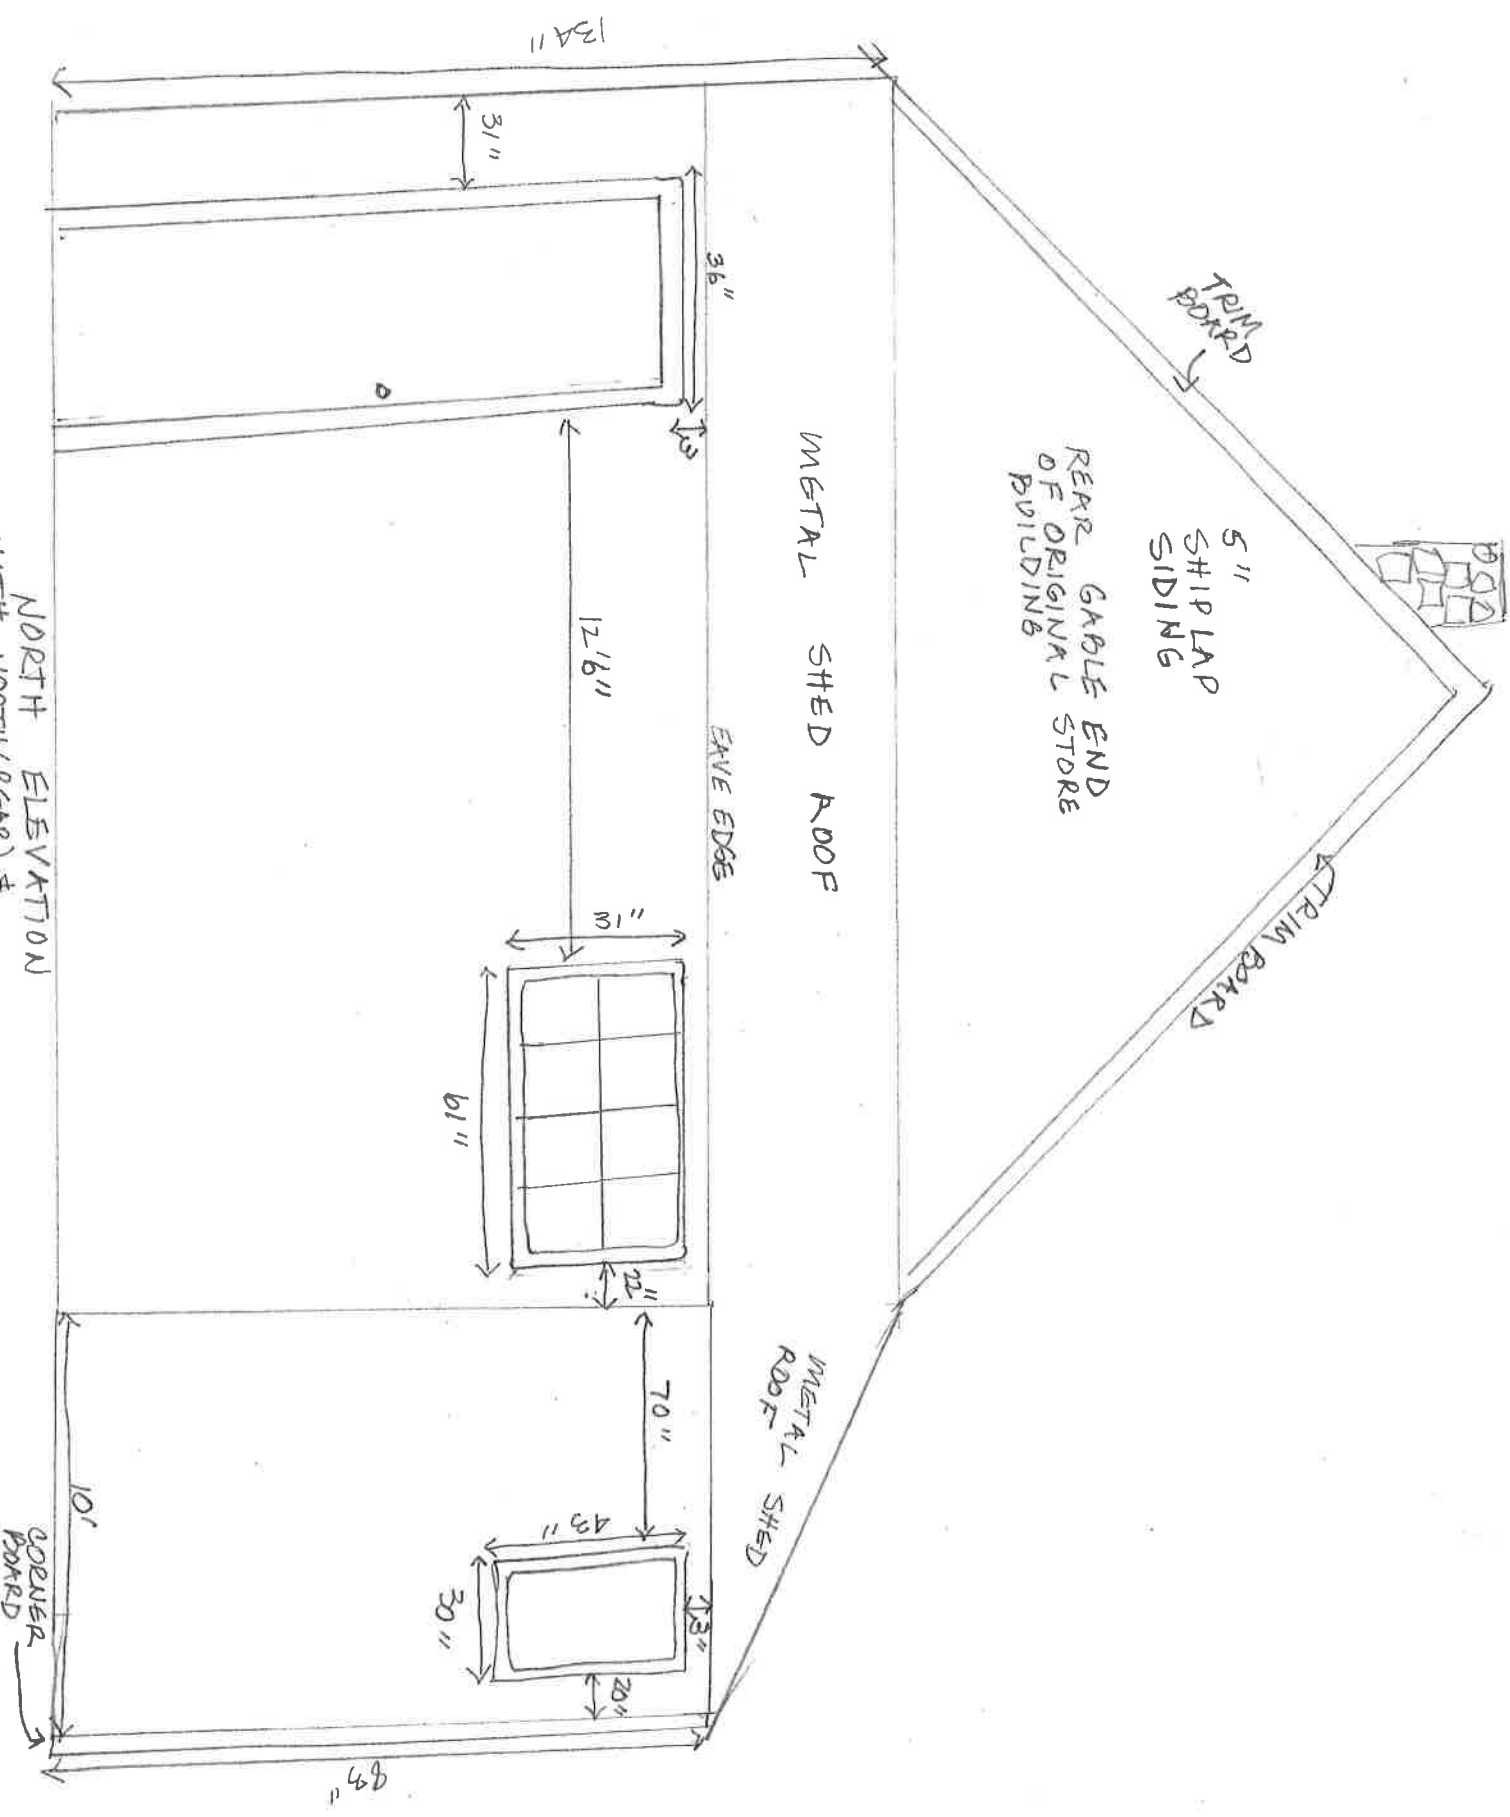 5"
SHIPLAP
SIDING
TRIM
BOARD
TRIM BOARD
REAR GABLE END
OF ORIGINAL STORE
BUILDING
METAL SHED ROOF
METAL SHED
ROOF
EAVE EDGE
134"
31"
36"
3
12'6"
31"
61"
22"
70"
43"
30"
3"
20"
10'
83"
CORNER
BOARD
NORTH ELEVATION